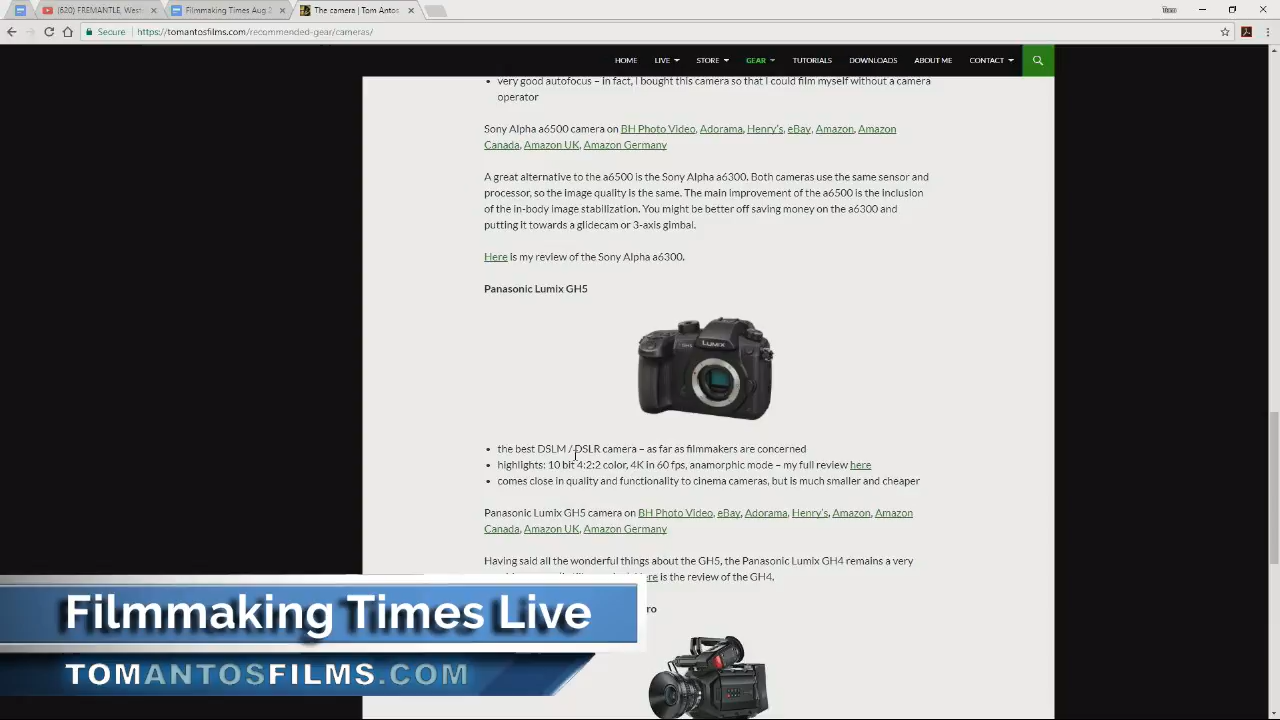 (620) FREMANTLE, Wes
Filmmaking Times Aug 2
The camera | Tom Antos
Tom
Secure
https://tomantosfilms.com/recommended-gear/cameras/
HOME LIVE STORE GEAR TUTORIALS DOWNLOADS ABOUT ME CONTACT
very good autofocus – in fact, I bought this camera so that I could film myself without a camera
operator
Sony Alpha a6500 camera on BH Photo Video, Adorama, Henry's, eBay, Amazon, Amazon
Canada, Amazon UK, Amazon Germany
A great alternative to the a6500 is the Sony Alpha a6300. Both cameras use the same sensor and
processor, so the image quality is the same. The main improvement of the a6500 is the inclusion
of the in-body image stabilization. You might be better off saving money on the a6300 and
putting it towards a glidecam or 3-axis gimbal.
Here is my review of the Sony Alpha a6300.
Panasonic Lumix GH5
LUMIX
the best DSLM / DSLR camera – as far as filmmakers are concerned
highlights: 10 bit 4:2:2 color, 4K in 60 fps, anamorphic mode – my full review here
comes close in quality and functionality to cinema cameras, but is much smaller and cheaper
Panasonic Lumix GH5 camera on BH Photo Video, eBay, Adorama, Henry's, Amazon, Amazon
Canada, Amazon UK, Amazon Germany
Having said all the wonderful things about the GH5, the Panasonic Lumix GH4 remains a very
ere is the review of the GH4.
ro
Filmmaking Times Live
TOMANTOSFILMS.COM